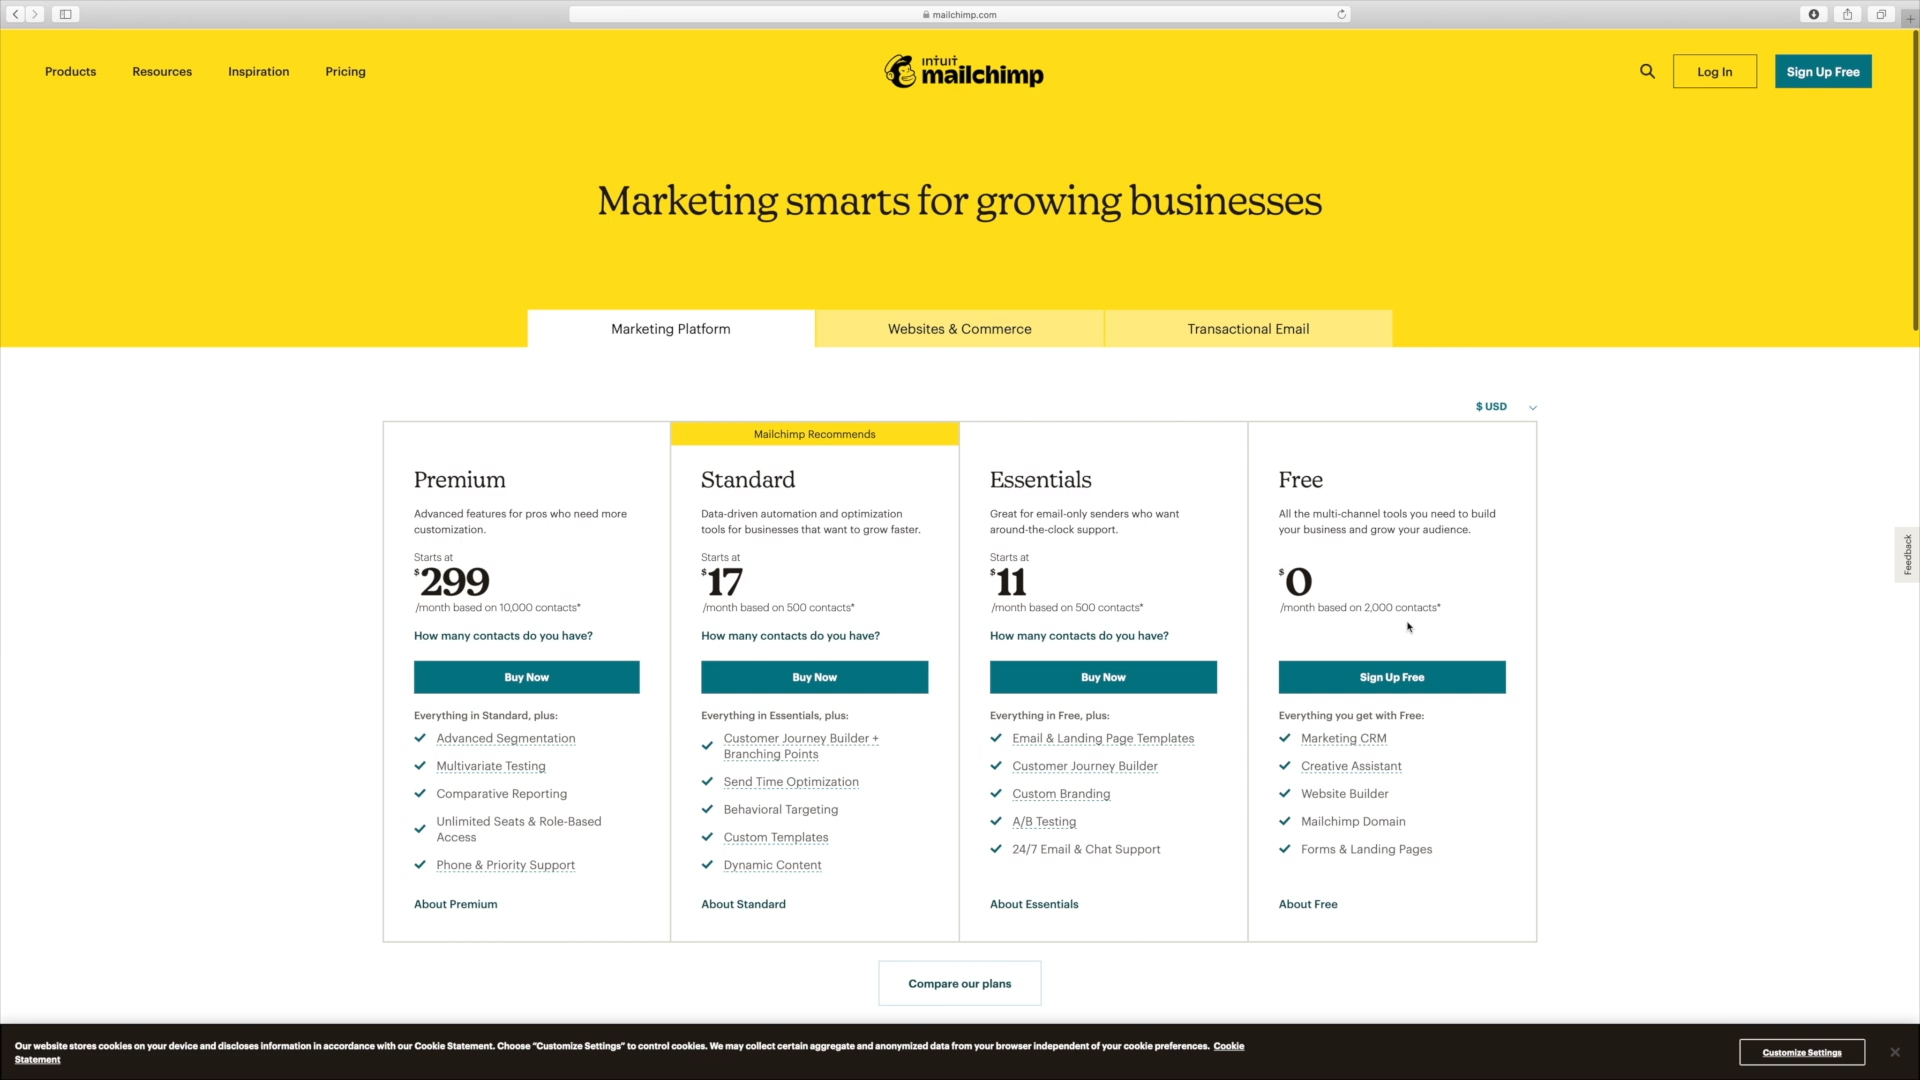 mailchimp.com
Products
Resources
Inspiration
Pricing
intuit
mailchimp
Log In
Sign Up Free
Marketing smarts for growing businesses
Marketing Platform
Websites & Commerce
Transactional Email
$ USD
Premium
Advanced features for pros who need more
customization.
Starts at
$299
/month based on 10,000 contacts*
How many contacts do you have?
Buy Now
Everything in Standard, plus:
Advanced Segmentation
Multivariate Testing
Comparative Reporting
Unlimited Seats & Role-Based
Access
Phone & Priority Support
About Premium
Mailchimp Recommends
Standard
Data-driven automation and optimization
tools for businesses that want to grow faster.
Starts at
$17
/month based on 500 contacts*
How many contacts do you have?
Buy Now
Everything in Essentials, plus:
Customer Journey Builder +
Branching Points
Send Time Optimization
Behavioral Targeting
Custom Templates
Dynamic Content
About Standard
Essentials
Great for email-only senders who want
around-the-clock support.
Starts at
$11
/month based on 500 contacts*
How many contacts do you have?
Buy Now
Everything in Free, plus:
Email & Landing Page Templates
Customer Journey Builder
Custom Branding
A/B Testing
24/7 Email & Chat Support
About Essentials
Free
All the multi-channel tools you need to build
your business and grow your audience.
$0
/month based on 2,000 contacts*
Sign Up Free
Everything you get with Free:
Marketing CRM
Creative Assistant
Website Builder
Mailchimp Domain
Forms & Landing Pages
About Free
Feedback
Compare our plans
Our website stores cookies on your device and discloses information in accordance with our Cookie Statement. Choose “Customize Settings” to control cookies. We may collect certain aggregate and anonymized data from your browser independent of your cookie preferences. Cookie
Statement
Customize Settings